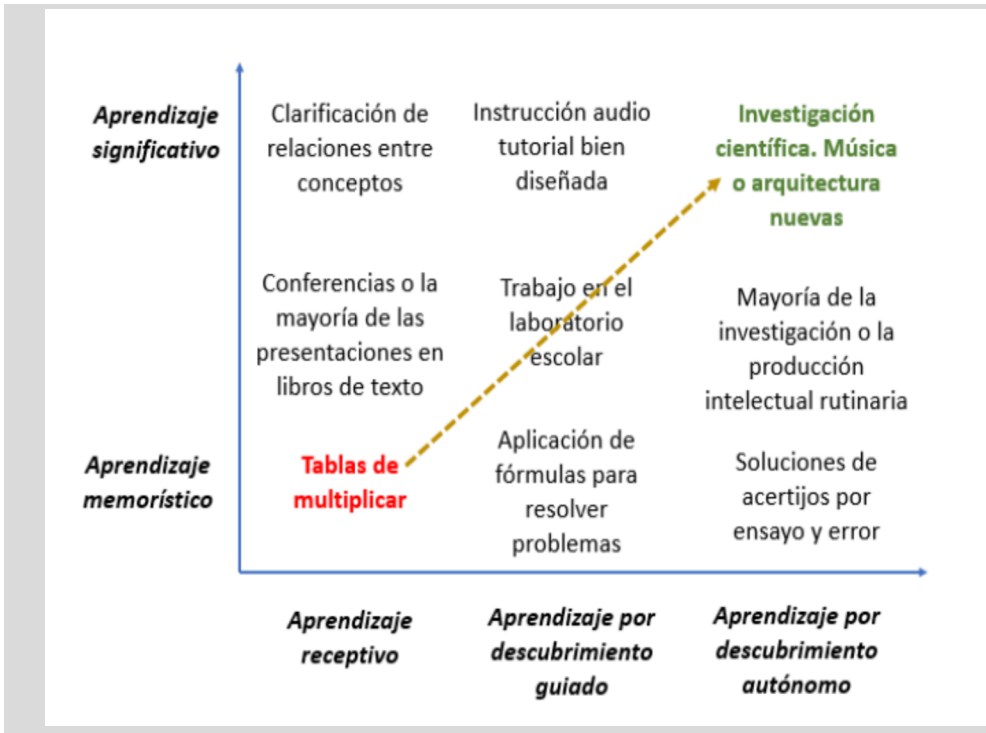 Aprendizaje
significativo
Clarificación de
relaciones entre
conceptos
Instrucción audio
tutorial bien
diseñada
Investigación
científica. Música
o arquitectura
nuevas
Conferencias o la
mayoría de las
presentaciones en
libros de texto
Trabajo en el
laboratorio
escolar
Mayoría de la
investigación o la
producción
intelectual rutinaria
Aprendizaje
memorístico
Tablas de
multiplicar
Aplicación de
fórmulas para
resolver
problemas
Soluciones de
acertijos por
ensayo y error
Aprendizaje
receptivo
Aprendizaje por
descubrimiento
guiado
Aprendizaje por
descubrimiento
autónomo